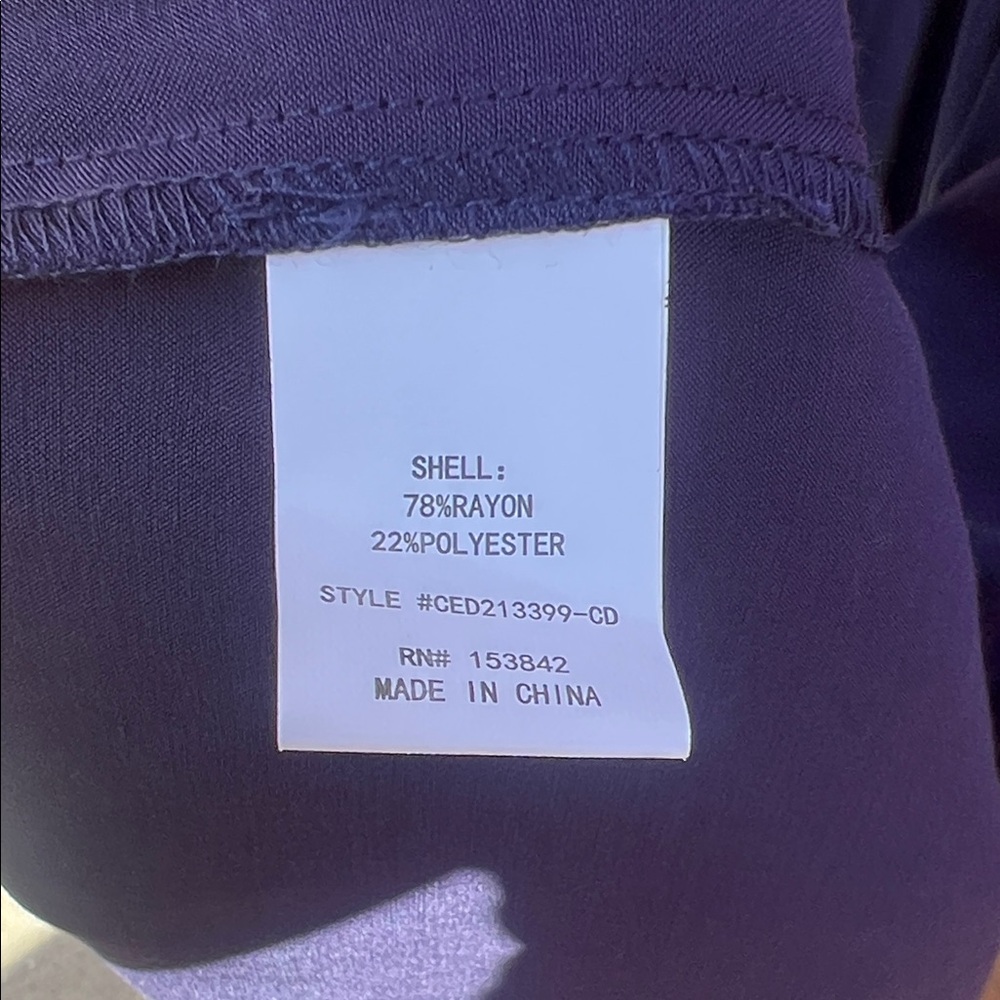 SHELL:
78%RAYON
22%POLYESTER
STYLE #CED213399-CD
RN# 153842
MADE IN CHINA